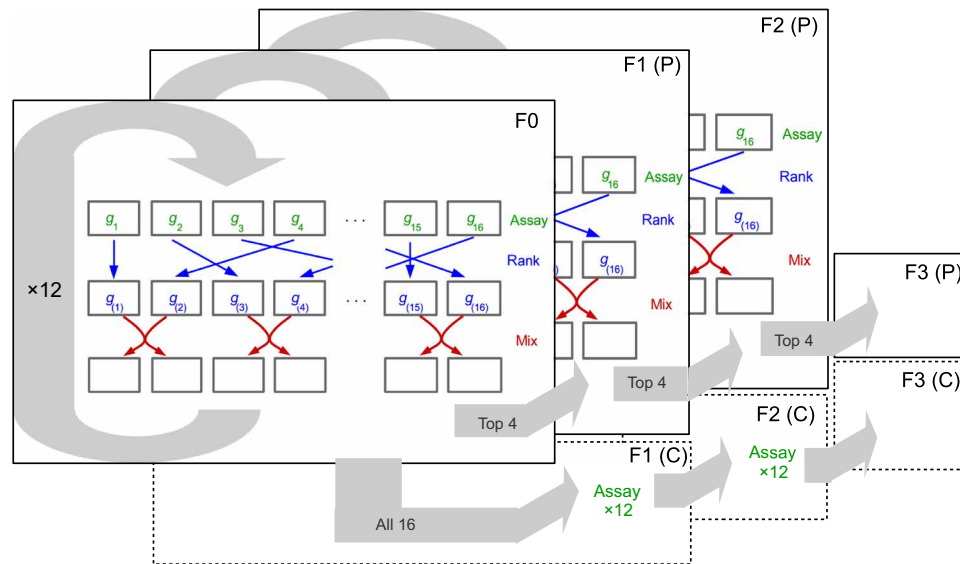 F2 (P)
F1 (P)
F0
g16 Assay
Rank
g(16)
Mix
g16 Assay
Rank
g(16)
Mix
g1 g2 g3 g4 ... g15 g16 Assay
Rank
×12
g(1) g(2) g(3) g(4) ... g(15) g(16)
Mix
F3 (P)
Top 4
Top 4
Top 4
F3 (C)
F2 (C)
F1 (C)
Assay
×12
Assay
×12
All 16